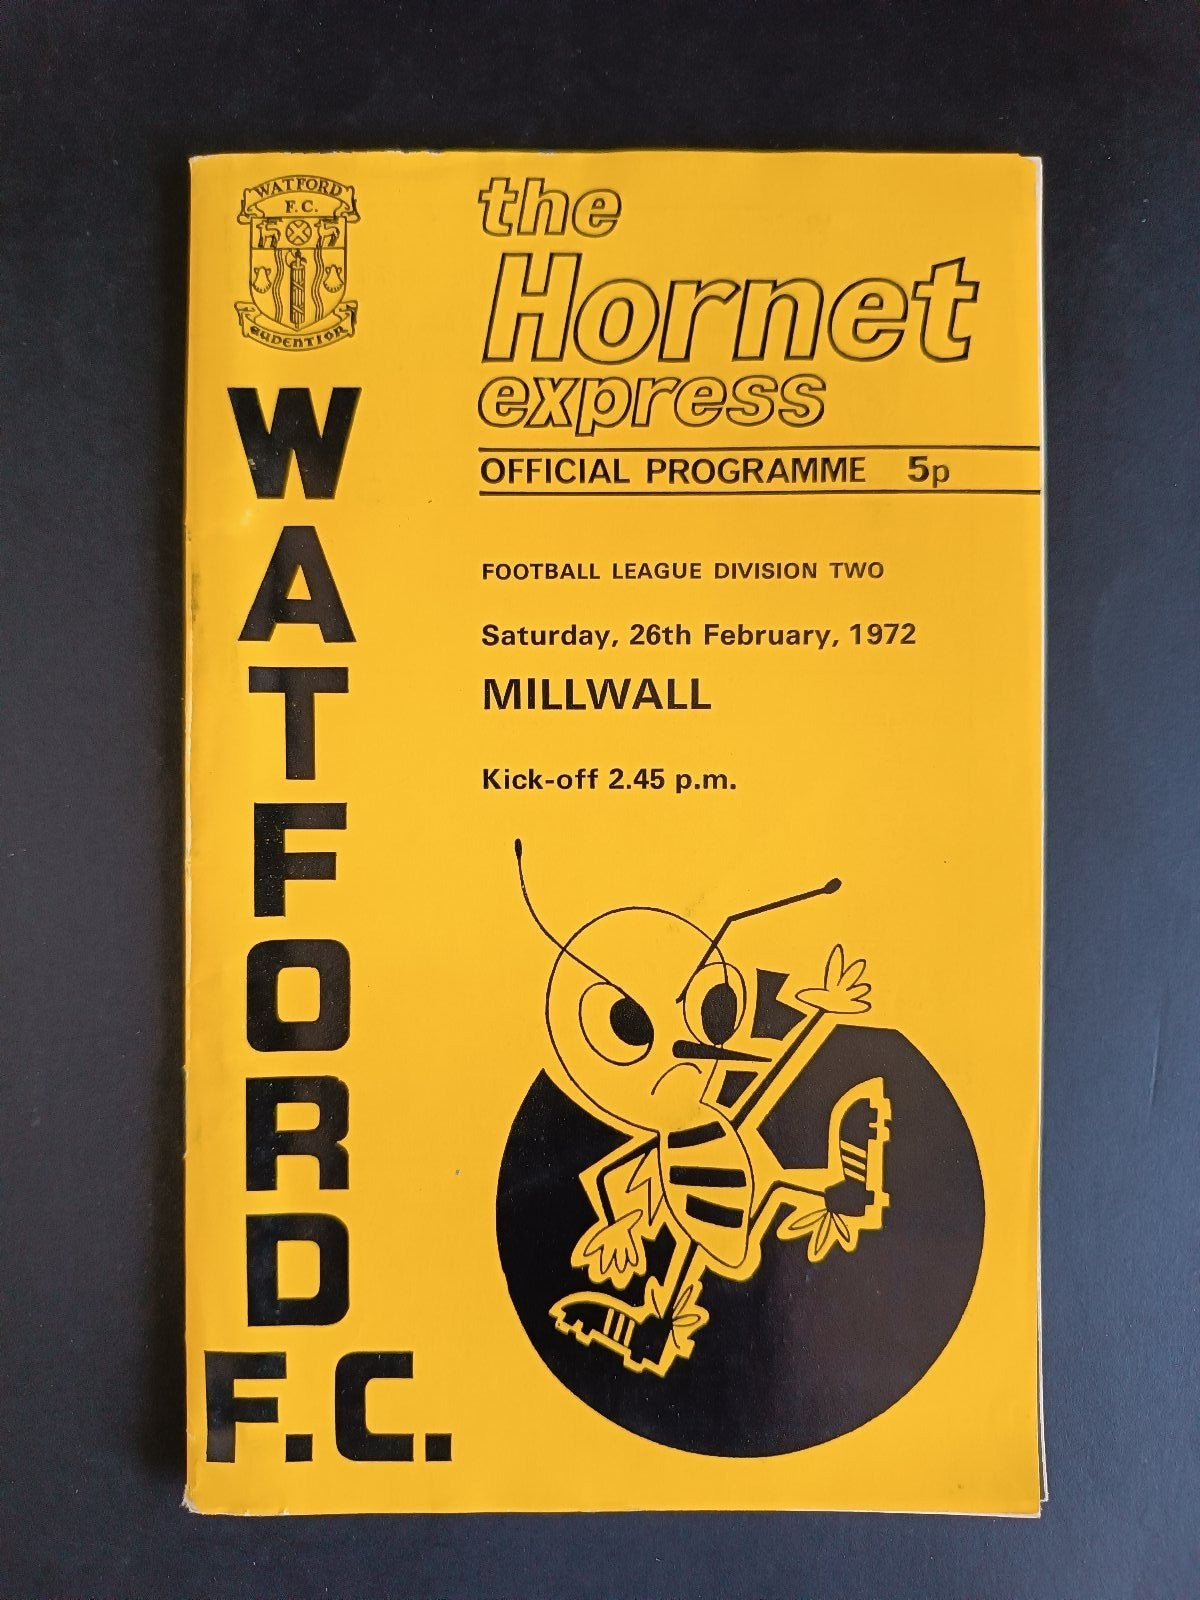 WATFORD
F.C.
AUDENTIOR
the
Hornet
express
OFFICIAL PROGRAMME 5p
FOOTBALL LEAGUE DIVISION TWO
Saturday, 26th February, 1972
MILLWALL
Kick-off 2.45 p.m.
WATFORD
F.C.